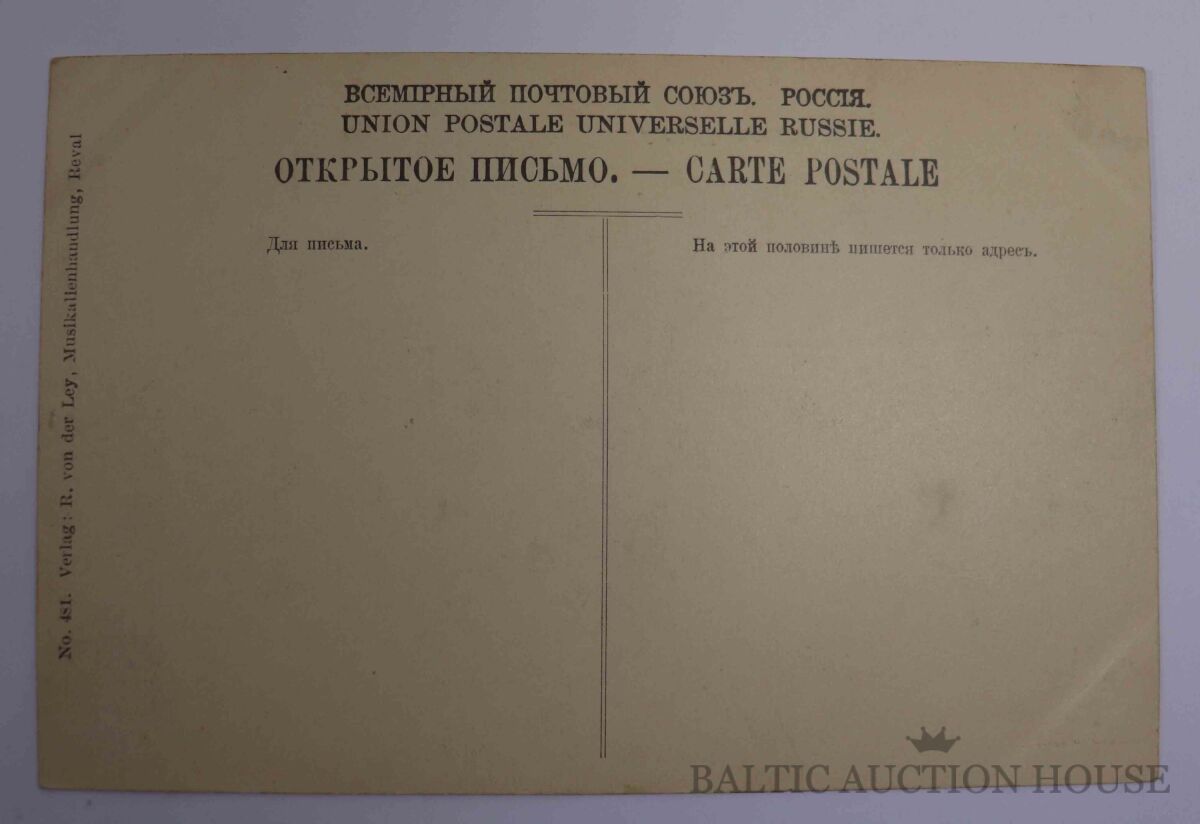 ВСЕМІРНЫЙ ПОЧТОВЫЙ СОЮЗЪ. РОССІЯ.
UNION POSTALE UNIVERSELLE RUSSIE.
ОТКРЫТОЕ ПИСЬМО. — CARTE POSTALE
Для письма.
На этой половинѣ пишется только адресъ.
No. 481. Verlag: R. von der Ley, Musikalienhandlung, Reval
BALTIC AUCTION HOUSE